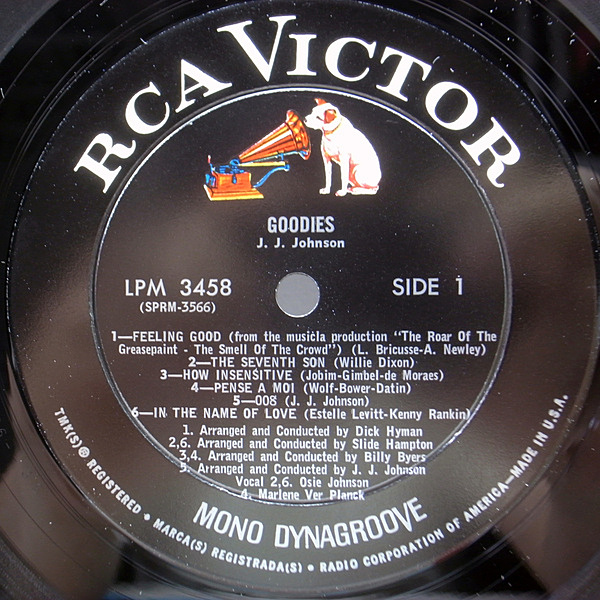 RCA VICTOR
GOODIES
J. J. Johnson
LPM 3458
(SPRM-3566)
SIDE 1
1—FEELING GOOD (from the musicla production "The Roar Of The
Greasepaint - The Smell Of The Crowd") (L. Bricusse-A. Newley)
2—THE SEVENTH SON (Willie Dixon)
3—HOW INSENSITIVE (Jobim-Gimbel-de Moraes)
4—PENSE A MOI (Wolf-Bower-Datin)
5—008 (J. J. Johnson)
6—IN THE NAME OF LOVE (Estelle Levitt-Kenny Rankin)
1. Arranged and Conducted by Dick Hyman
2,6. Arranged and Conducted by Slide Hampton
3,4. Arranged and Conducted by Billy Byers
5. Arranged and Conducted by J. J. Johnson
Vocal 2,6. Osie Johnson
4. Marlene Ver Planck
MONO DYNAGROOVE
TMK(S) ® REGISTERED • MARCA(S) REGISTRADA(S) • RADIO CORPORATION OF AMERICA—MADE IN U.S.A.